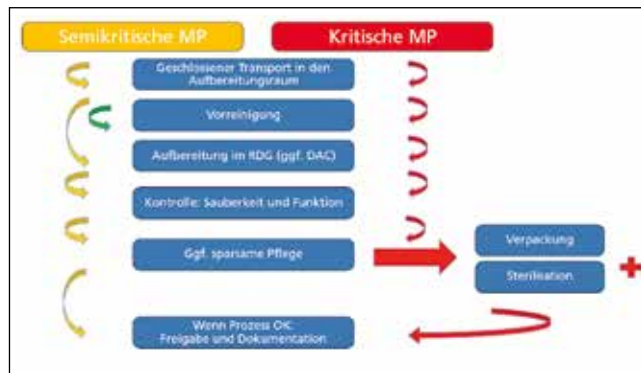 Semikritische MP
Kritische MP
Geschlossener Transport in den
Aufbereitungsraum
Vorreinigung
Aufbereitung im RDG (ggf. DAC)
Kontrolle: Sauberkeit und Funktion
Ggf. sparsame Pflege
Verpackung
Sterilisation
Wenn Prozess OK:
Freigabe und Dokumentation